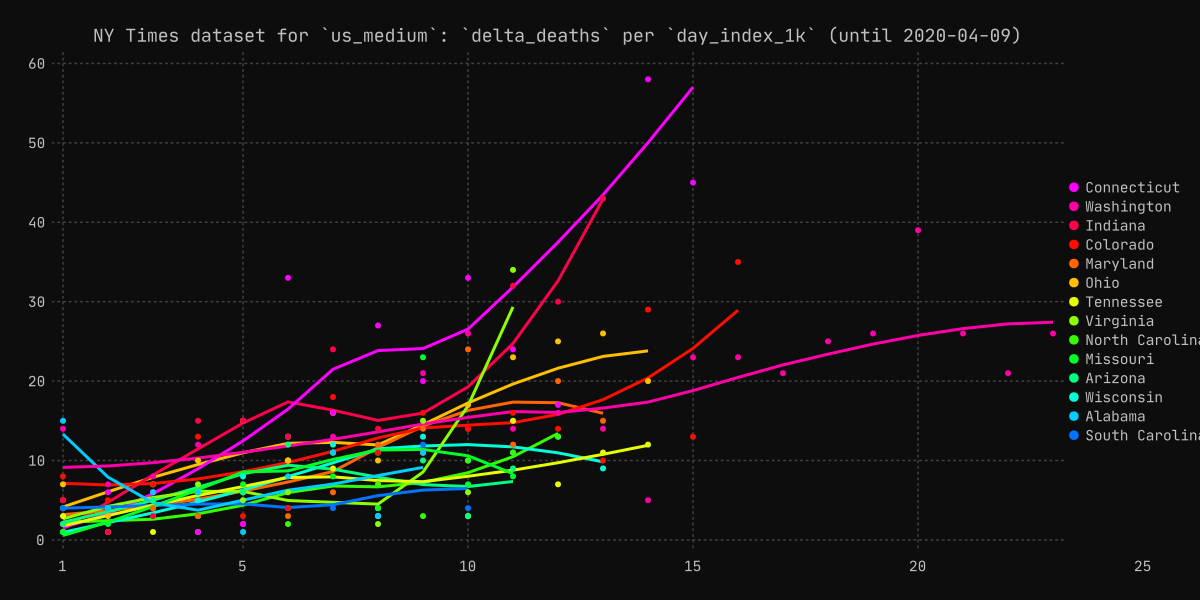 NY Times dataset for `us_medium`: `delta_deaths` per `day_index_1k` (until 2020-04-09)
60
50
40
30
20
10
0
1 5 10 15 20 25
Connecticut
Washington
Indiana
Colorado
Maryland
Ohio
Tennessee
Virginia
North Carolina
Missouri
Arizona
Wisconsin
Alabama
South Carolina